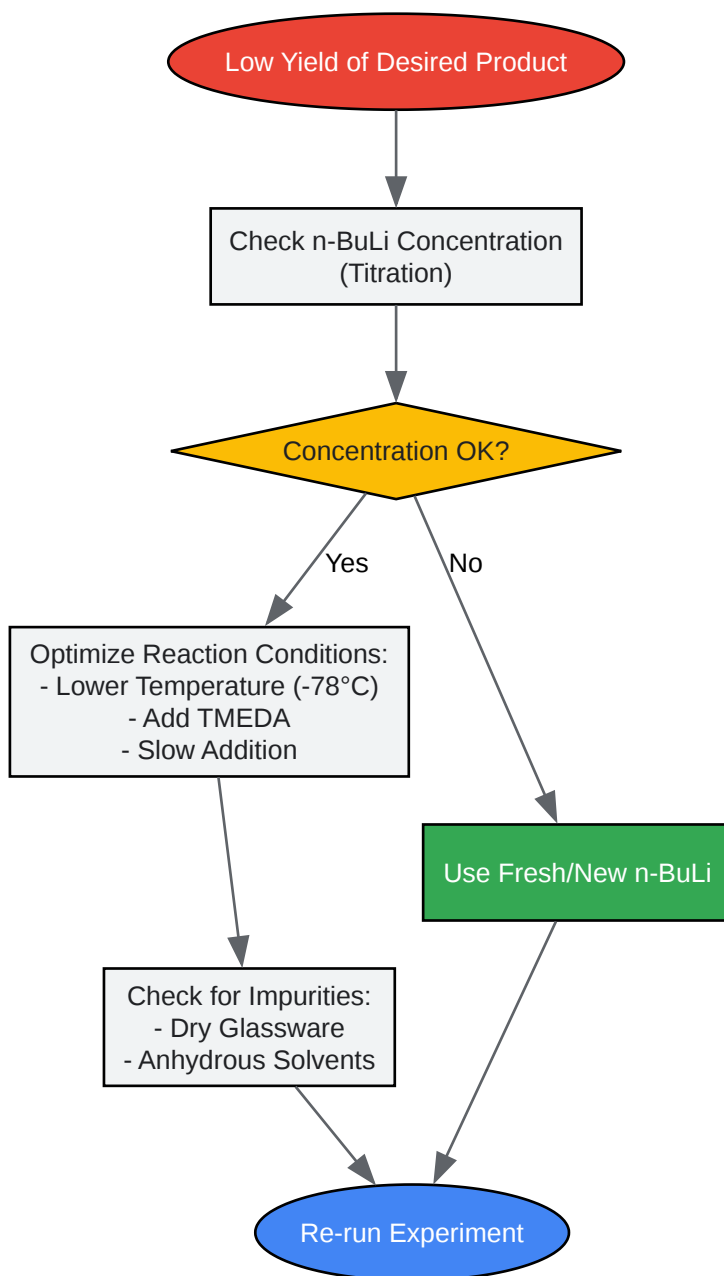 Low Yield of Desired Product
Check n-BuLi Concentration
(Titration)
Concentration OK?
Yes
No
Optimize Reaction Conditions:
- Lower Temperature (-78°C)
- Add TMEDA
- Slow Addition
Use Fresh/New n-BuLi
Check for Impurities:
- Dry Glassware
- Anhydrous Solvents
Re-run Experiment